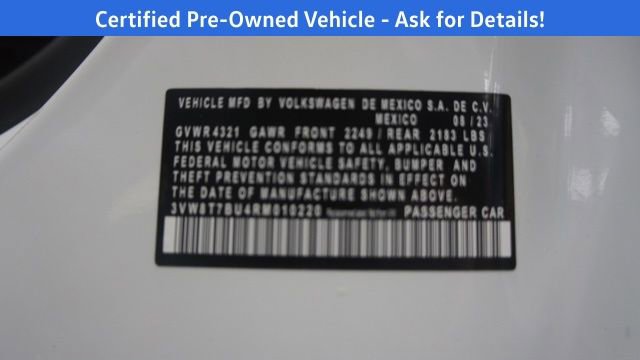 Certified Pre-Owned Vehicle - Ask for Details!
VEHICLE MFD BY VOLKSWAGEN DE MEXICO S.A. DE C.V.
MEXICO 08/23
GVWR 4321 GAWR FRONT 2249 / REAR 2183 LBS
THIS VEHICLE CONFORMS TO ALL APPLICABLE U.S.
FEDERAL MOTOR VEHICLE SAFETY, BUMPER AND
THEFT PREVENTION STANDARDS IN EFFECT ON
THE DATE OF MANUFACTURE SHOWN ABOVE.
PASSENGER CAR